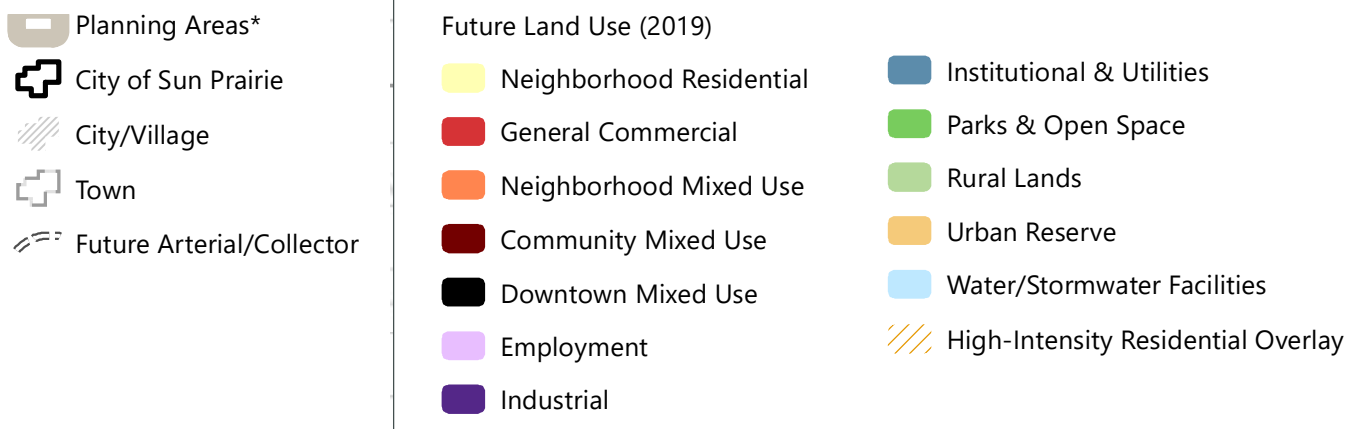 Planning Areas*
City of Sun Prairie
City/Village
Town
Future Arterial/Collector
Future Land Use (2019)
Neighborhood Residential
General Commercial
Neighborhood Mixed Use
Community Mixed Use
Downtown Mixed Use
Employment
Industrial
Institutional & Utilities
Parks & Open Space
Rural Lands
Urban Reserve
Water/Stormwater Facilities
High-Intensity Residential Overlay